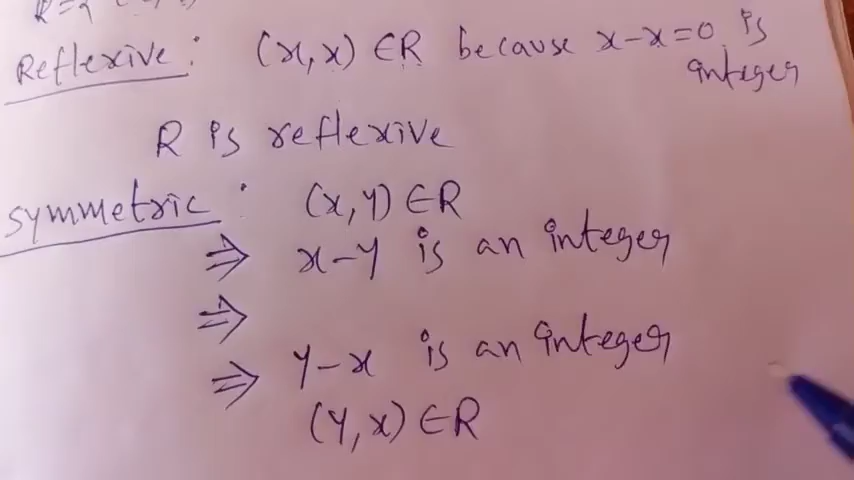 Reflexive: (x, x) ∈ R because x-x=0 is
integer
R is reflexive
Symmetric: (x, y) ∈ R
⇒ x-y is an integer
⇒
⇒ y-x is an integer
(y, x) ∈ R